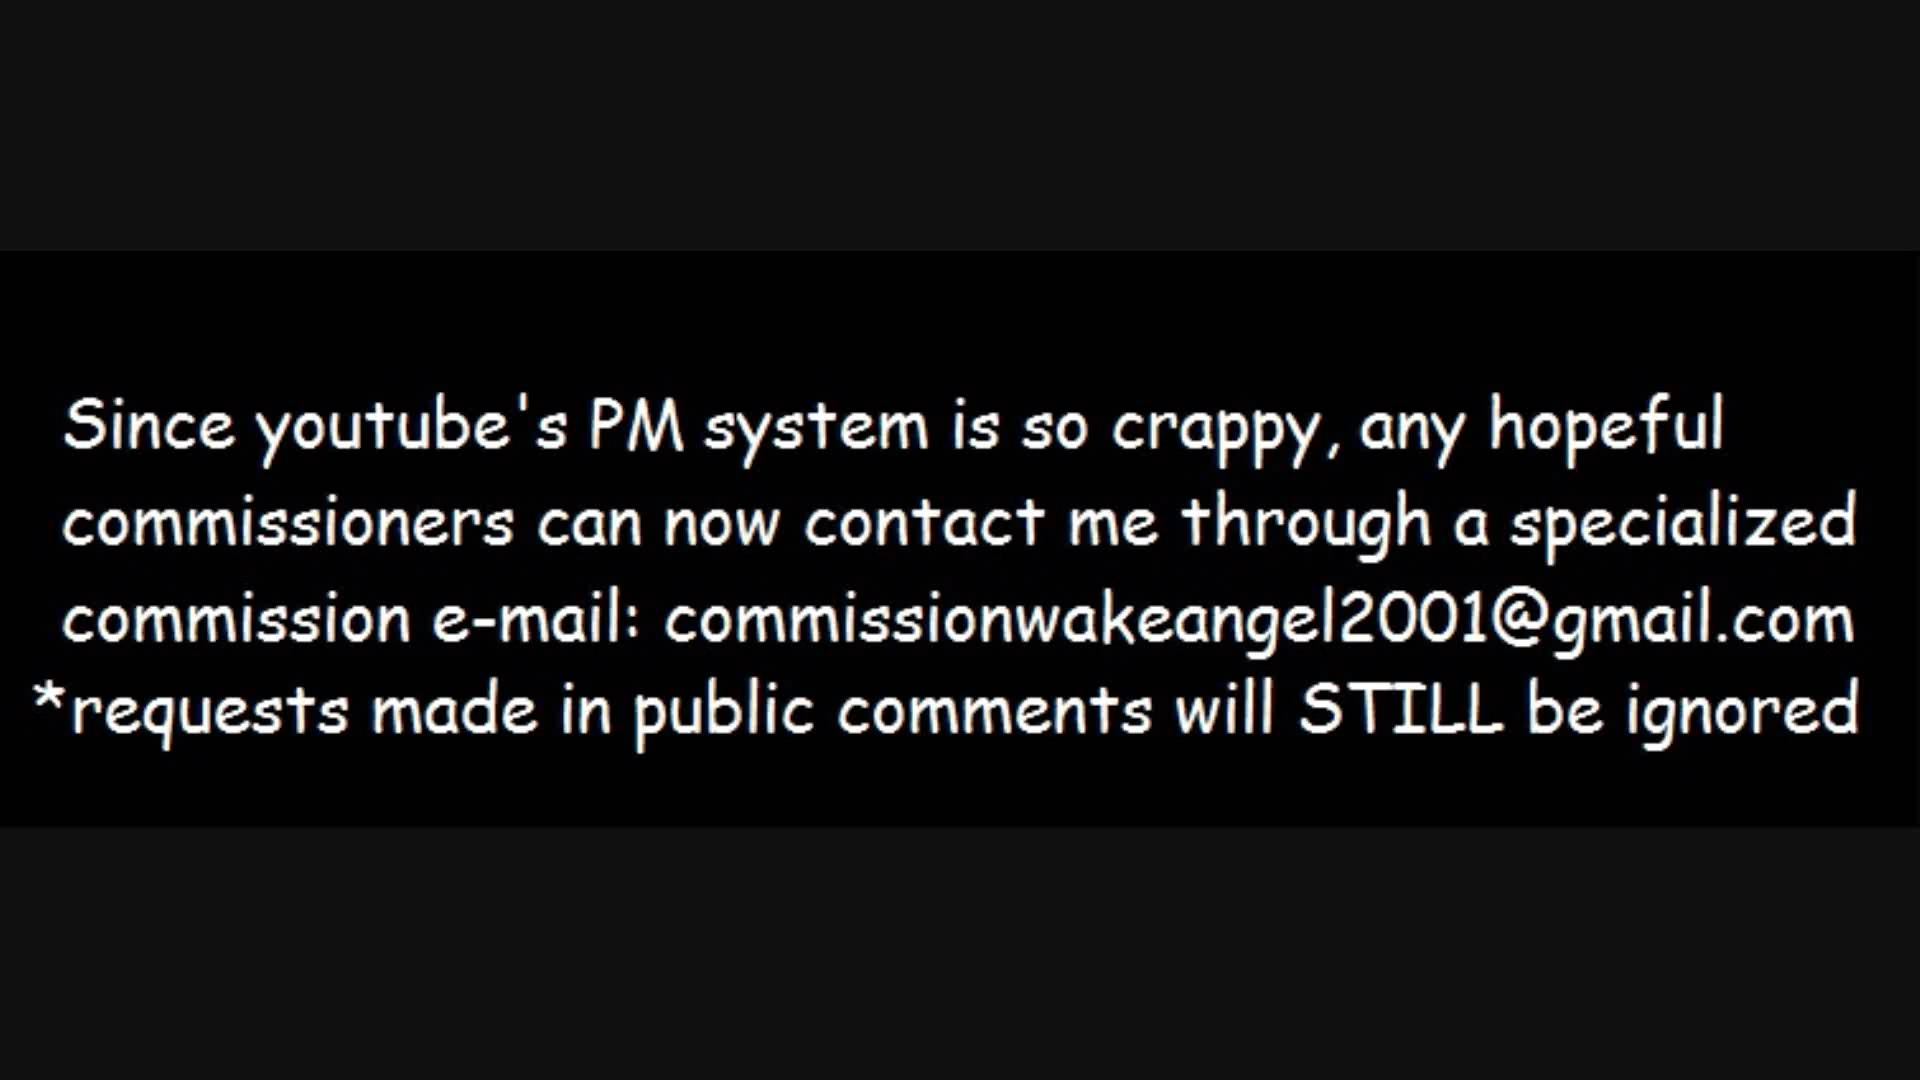 Since youtube's PM system is so crappy, any hopeful
commissioners can now contact me through a specialized
commission e-mail: commissionwakeangel2001@gmail.com
*requests made in public comments will STILL be ignored